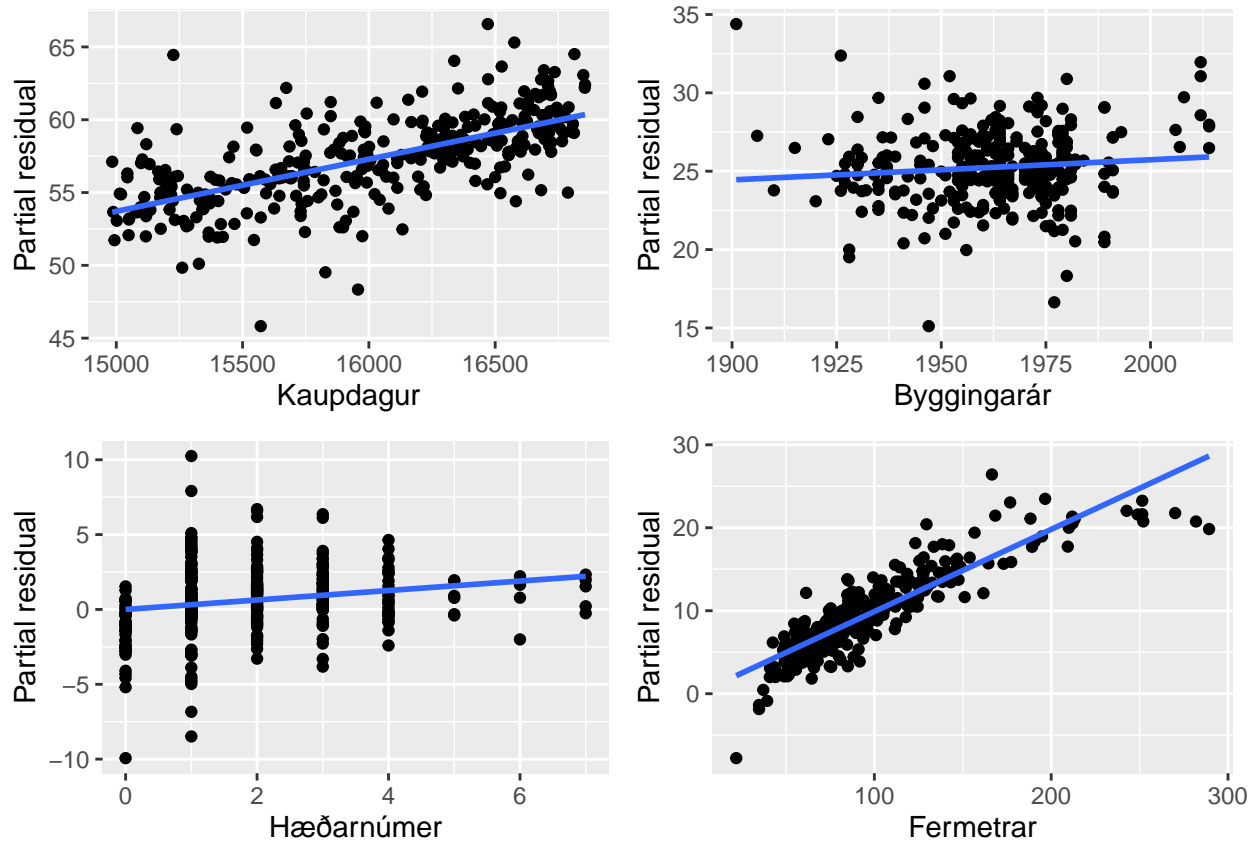 65
60
55
50
45
Partial residual
15000 15500 16000 16500
Kaupdagur
35
30
25
20
15
Partial residual
1900 1925 1950 1975 2000
Byggingarár
10
5
0
−5
−10
Partial residual
0 2 4 6
Hæðarnúmer
30
20
10
0
Partial residual
100 200 300
Fermetrar